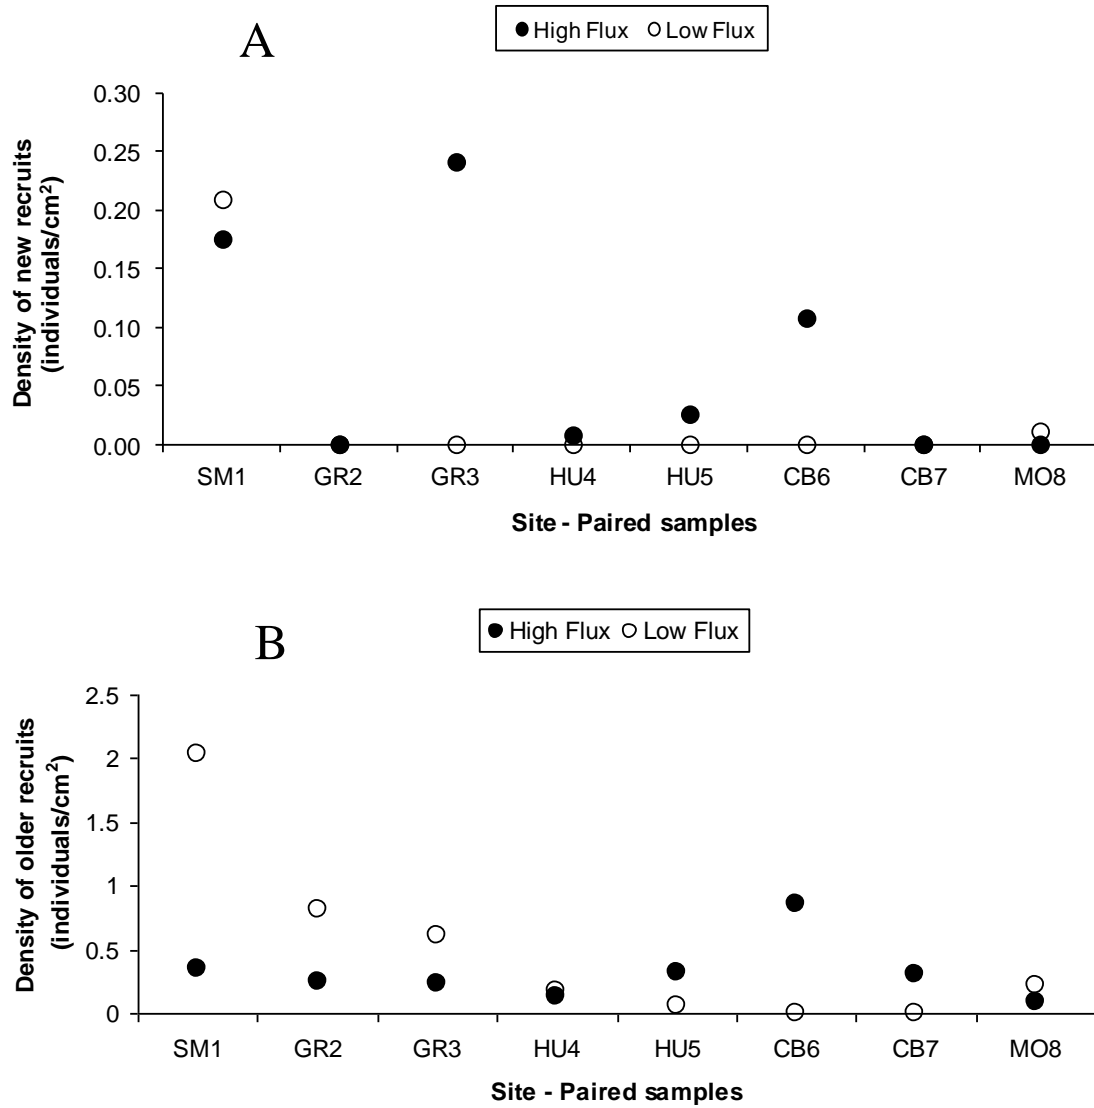 A
High Flux Low Flux
0.30
0.25
0.20
0.15
0.10
0.05
0.00
Density of new recruits
(individuals/cm²)
SM1 GR2 GR3 HU4 HU5 CB6 CB7 MO8
Site - Paired samples
B
High Flux Low Flux
2.5
2
1.5
1
0.5
0
Density of older recruits
(individuals/cm²)
SM1 GR2 GR3 HU4 HU5 CB6 CB7 MO8
Site - Paired samples